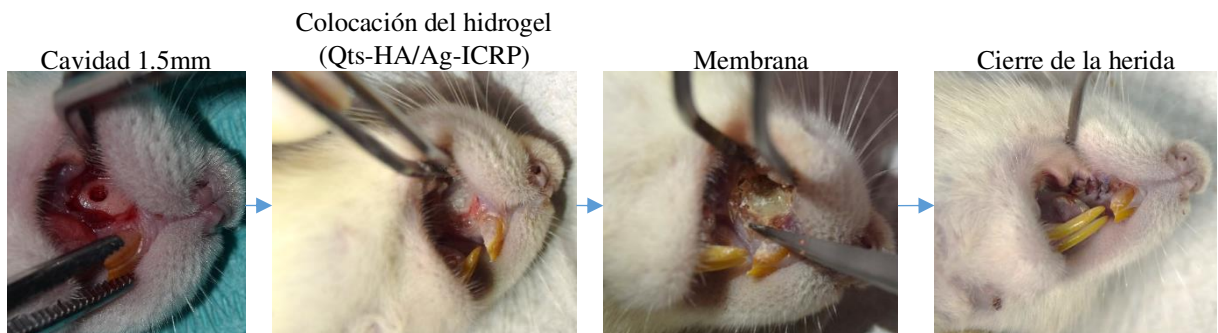 Cavidad 1.5mm
Colocación del hidrogel
(Qts-HA/Ag-ICRP)
Membrana
Cierre de la herida